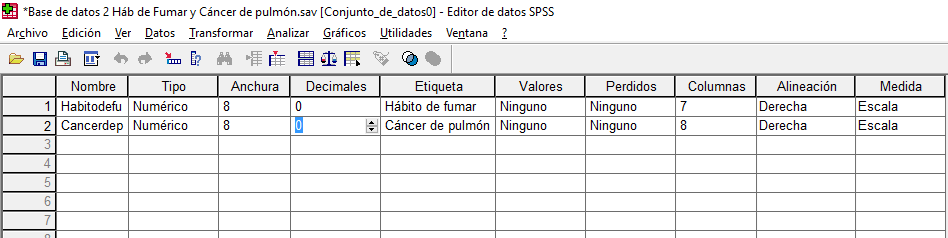 *Base de datos 2 Háb de Fumar y Cáncer de pulmón.sav [Conjunto_de_datos0] - Editor de datos SPSS
Archivo Edición Ver Datos Transformar Analizar Gráficos Utilidades Ventana ?
Nombre Tipo Anchura Decimales Etiqueta Valores Perdidos Columnas Alineación Medida
1 Habitodefu Numérico 8 0 Hábito de fumar Ninguno Ninguno 7 Derecha Escala
2 Cancerdep Numérico 8 0 Cáncer de pulmón Ninguno Ninguno 8 Derecha Escala
3
4
5
6
7